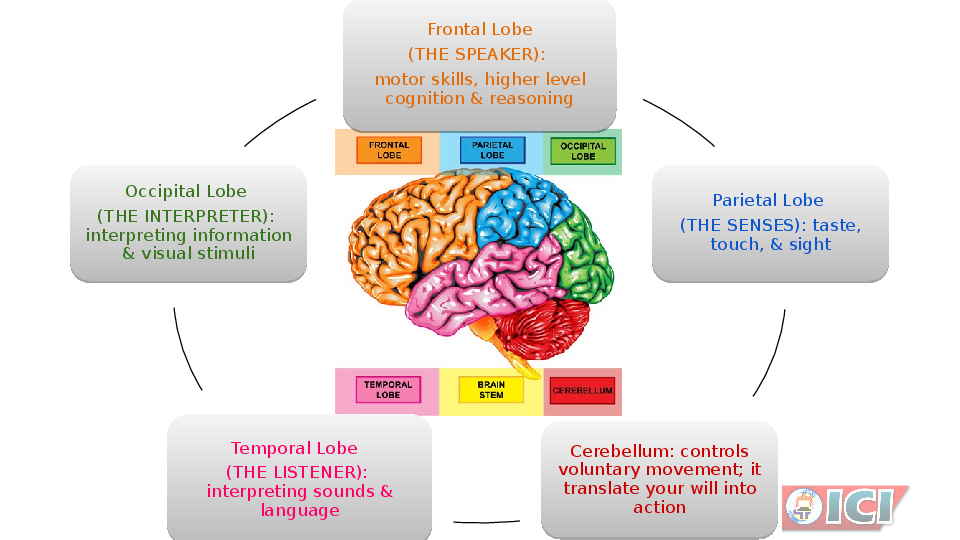 Frontal Lobe
(THE SPEAKER):
motor skills, higher level
cognition & reasoning
FRONTAL
LOBE
PARIETAL
LOBE
OCCIPITAL
LOBE
Occipital Lobe
(THE INTERPRETER):
interpreting information
& visual stimuli
Parietal Lobe
(THE SENSES): taste,
touch, & sight
TEMPORAL
LOBE
BRAIN
STEM
CEREBELLUM
Temporal Lobe
(THE LISTENER):
interpreting sounds &
language
Cerebellum: controls
voluntary movement; it
translate your will into
action
ICI